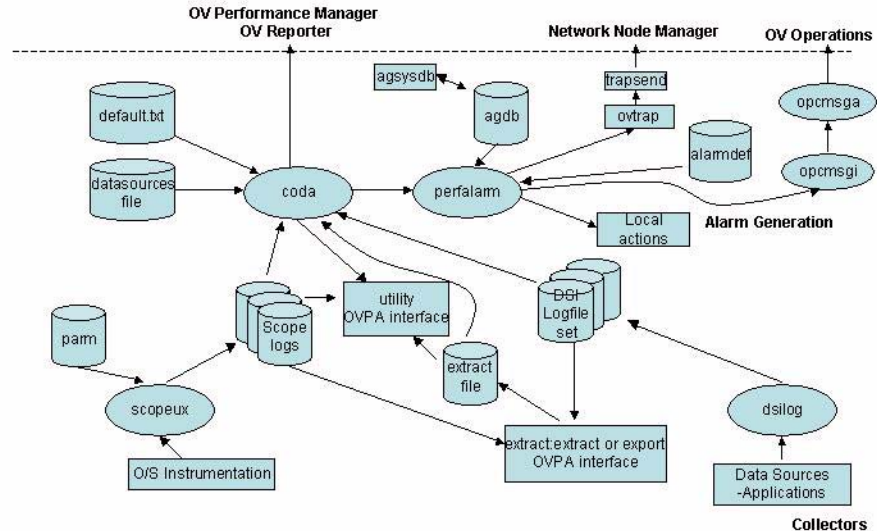 OV Performance Manager
OV Reporter
Network Node Manager
OV Operations
agsysdb
trapsend
default.txt
agdb
ovtrap
opcmsga
alarmdef
datasources
file
coda
perfalarm
opcmsgi
Local
actions
Alarm Generation
utility
OVPA interface
DSI
Logfile
set
Scope
logs
parm
extract
file
scopeux
dsilog
extract:extract or export
OVPA interface
O/S Instrumentation
Data Sources
-Applications
Collectors